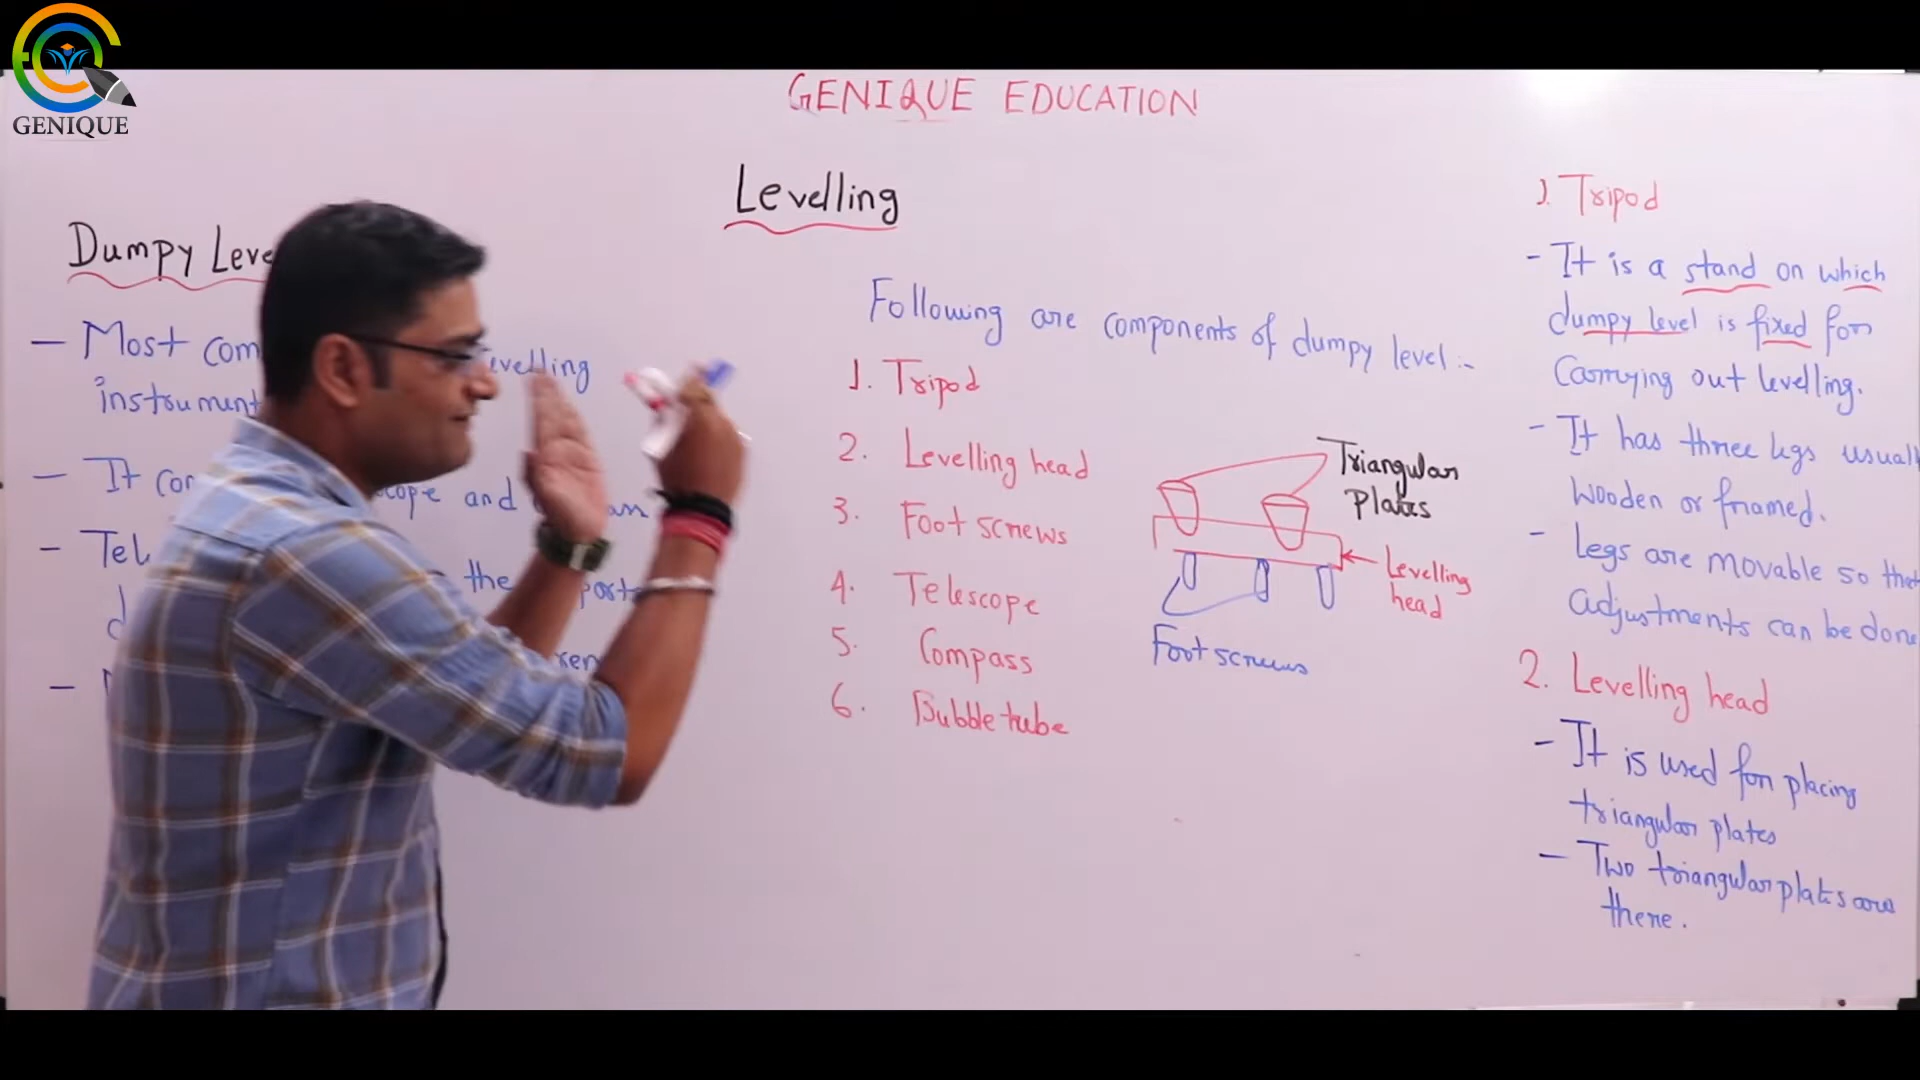 GENIQUE
GENIQUE EDUCATION
Levelling
Dumpy Leve
— Most com
evelling
instrument
— It con
scope and
an
— Tel
the
port
—
Following are components of dumpy level :-
1. Tripod
2. Levelling head
3. Foot screws
4. Telescope
5. Compass
6. Bubble tube
Triangular
plates
Levelling
head
Foot screws
1. Tripod
- It is a stand on which
dumpy level is fixed for
Carrying out levelling.
- It has three legs usuall
wooden or framed.
- Legs are movable so that
adjustments can be done
2. Levelling head
- It is used for placing
triangular plates
- Two triangular plates are
there.